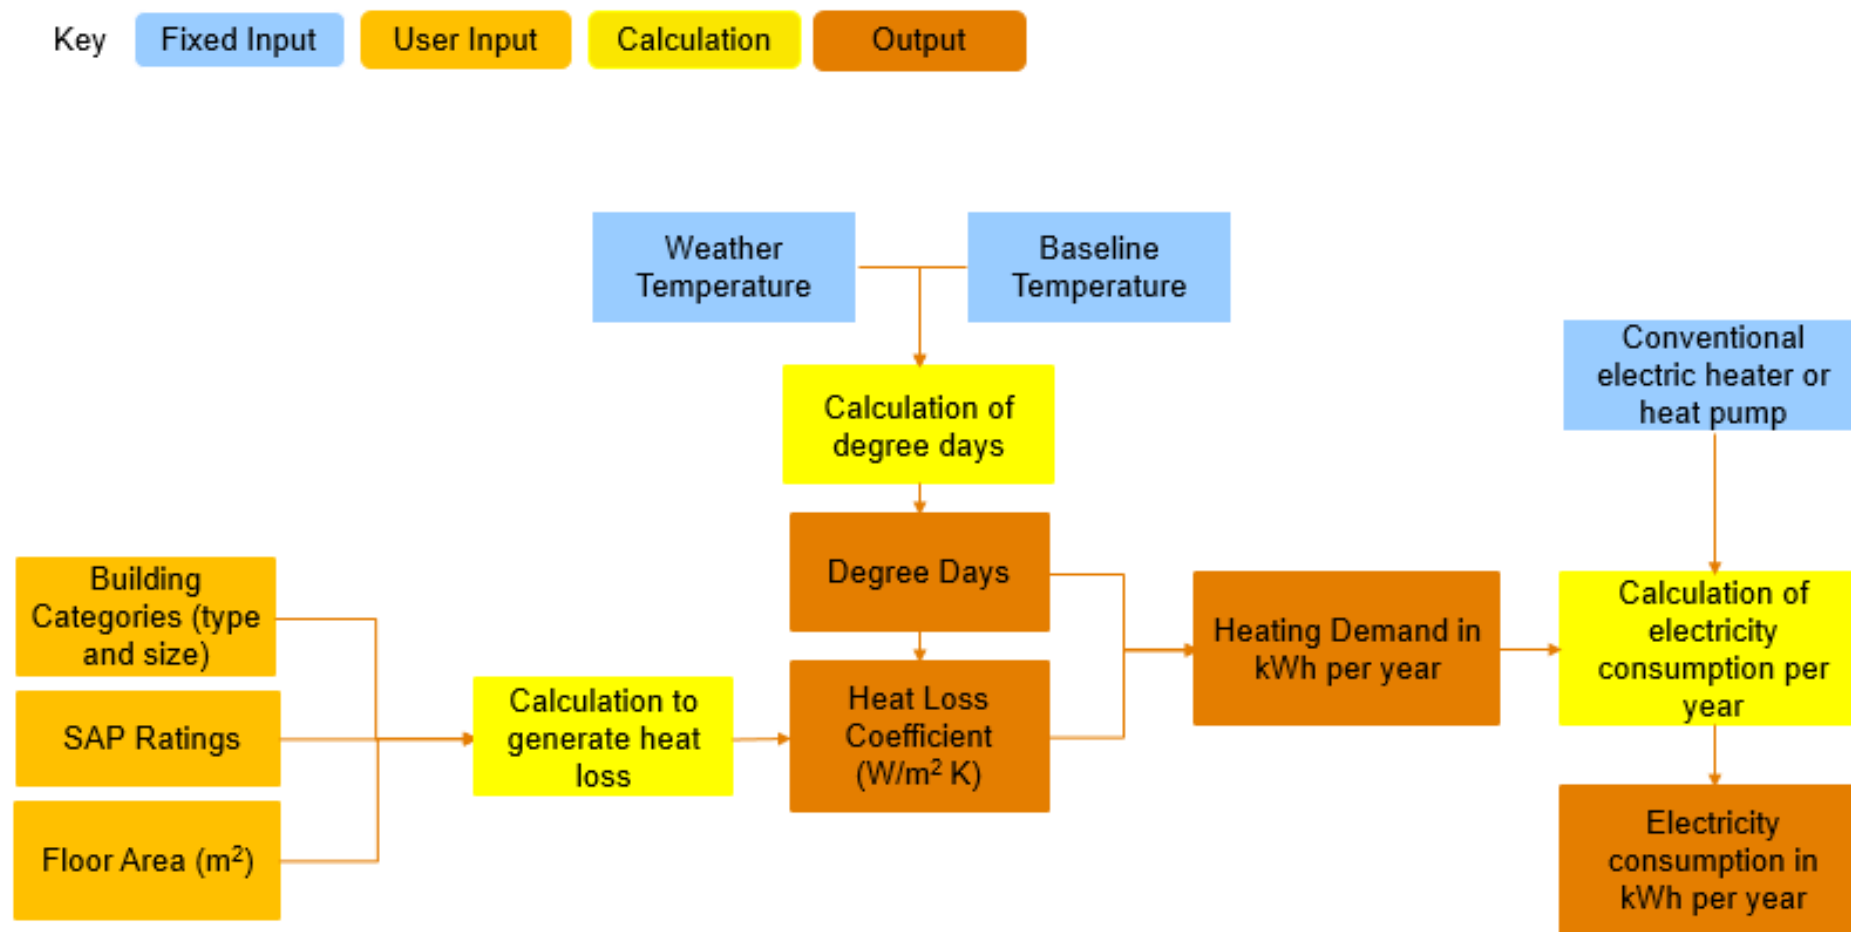 Key Fixed Input User Input Calculation Output
Weather
Temperature
Baseline
Temperature
Conventional
electric heater or
heat pump
Calculation of
degree days
Degree Days
Building
Categories (type
and size)
SAP Ratings
Floor Area (m²)
Calculation to
generate heat
loss
Heat Loss
Coefficient
(W/m² K)
Heating Demand in
kWh per year
Calculation of
electricity
consumption per
year
Electricity
consumption in
kWh per year